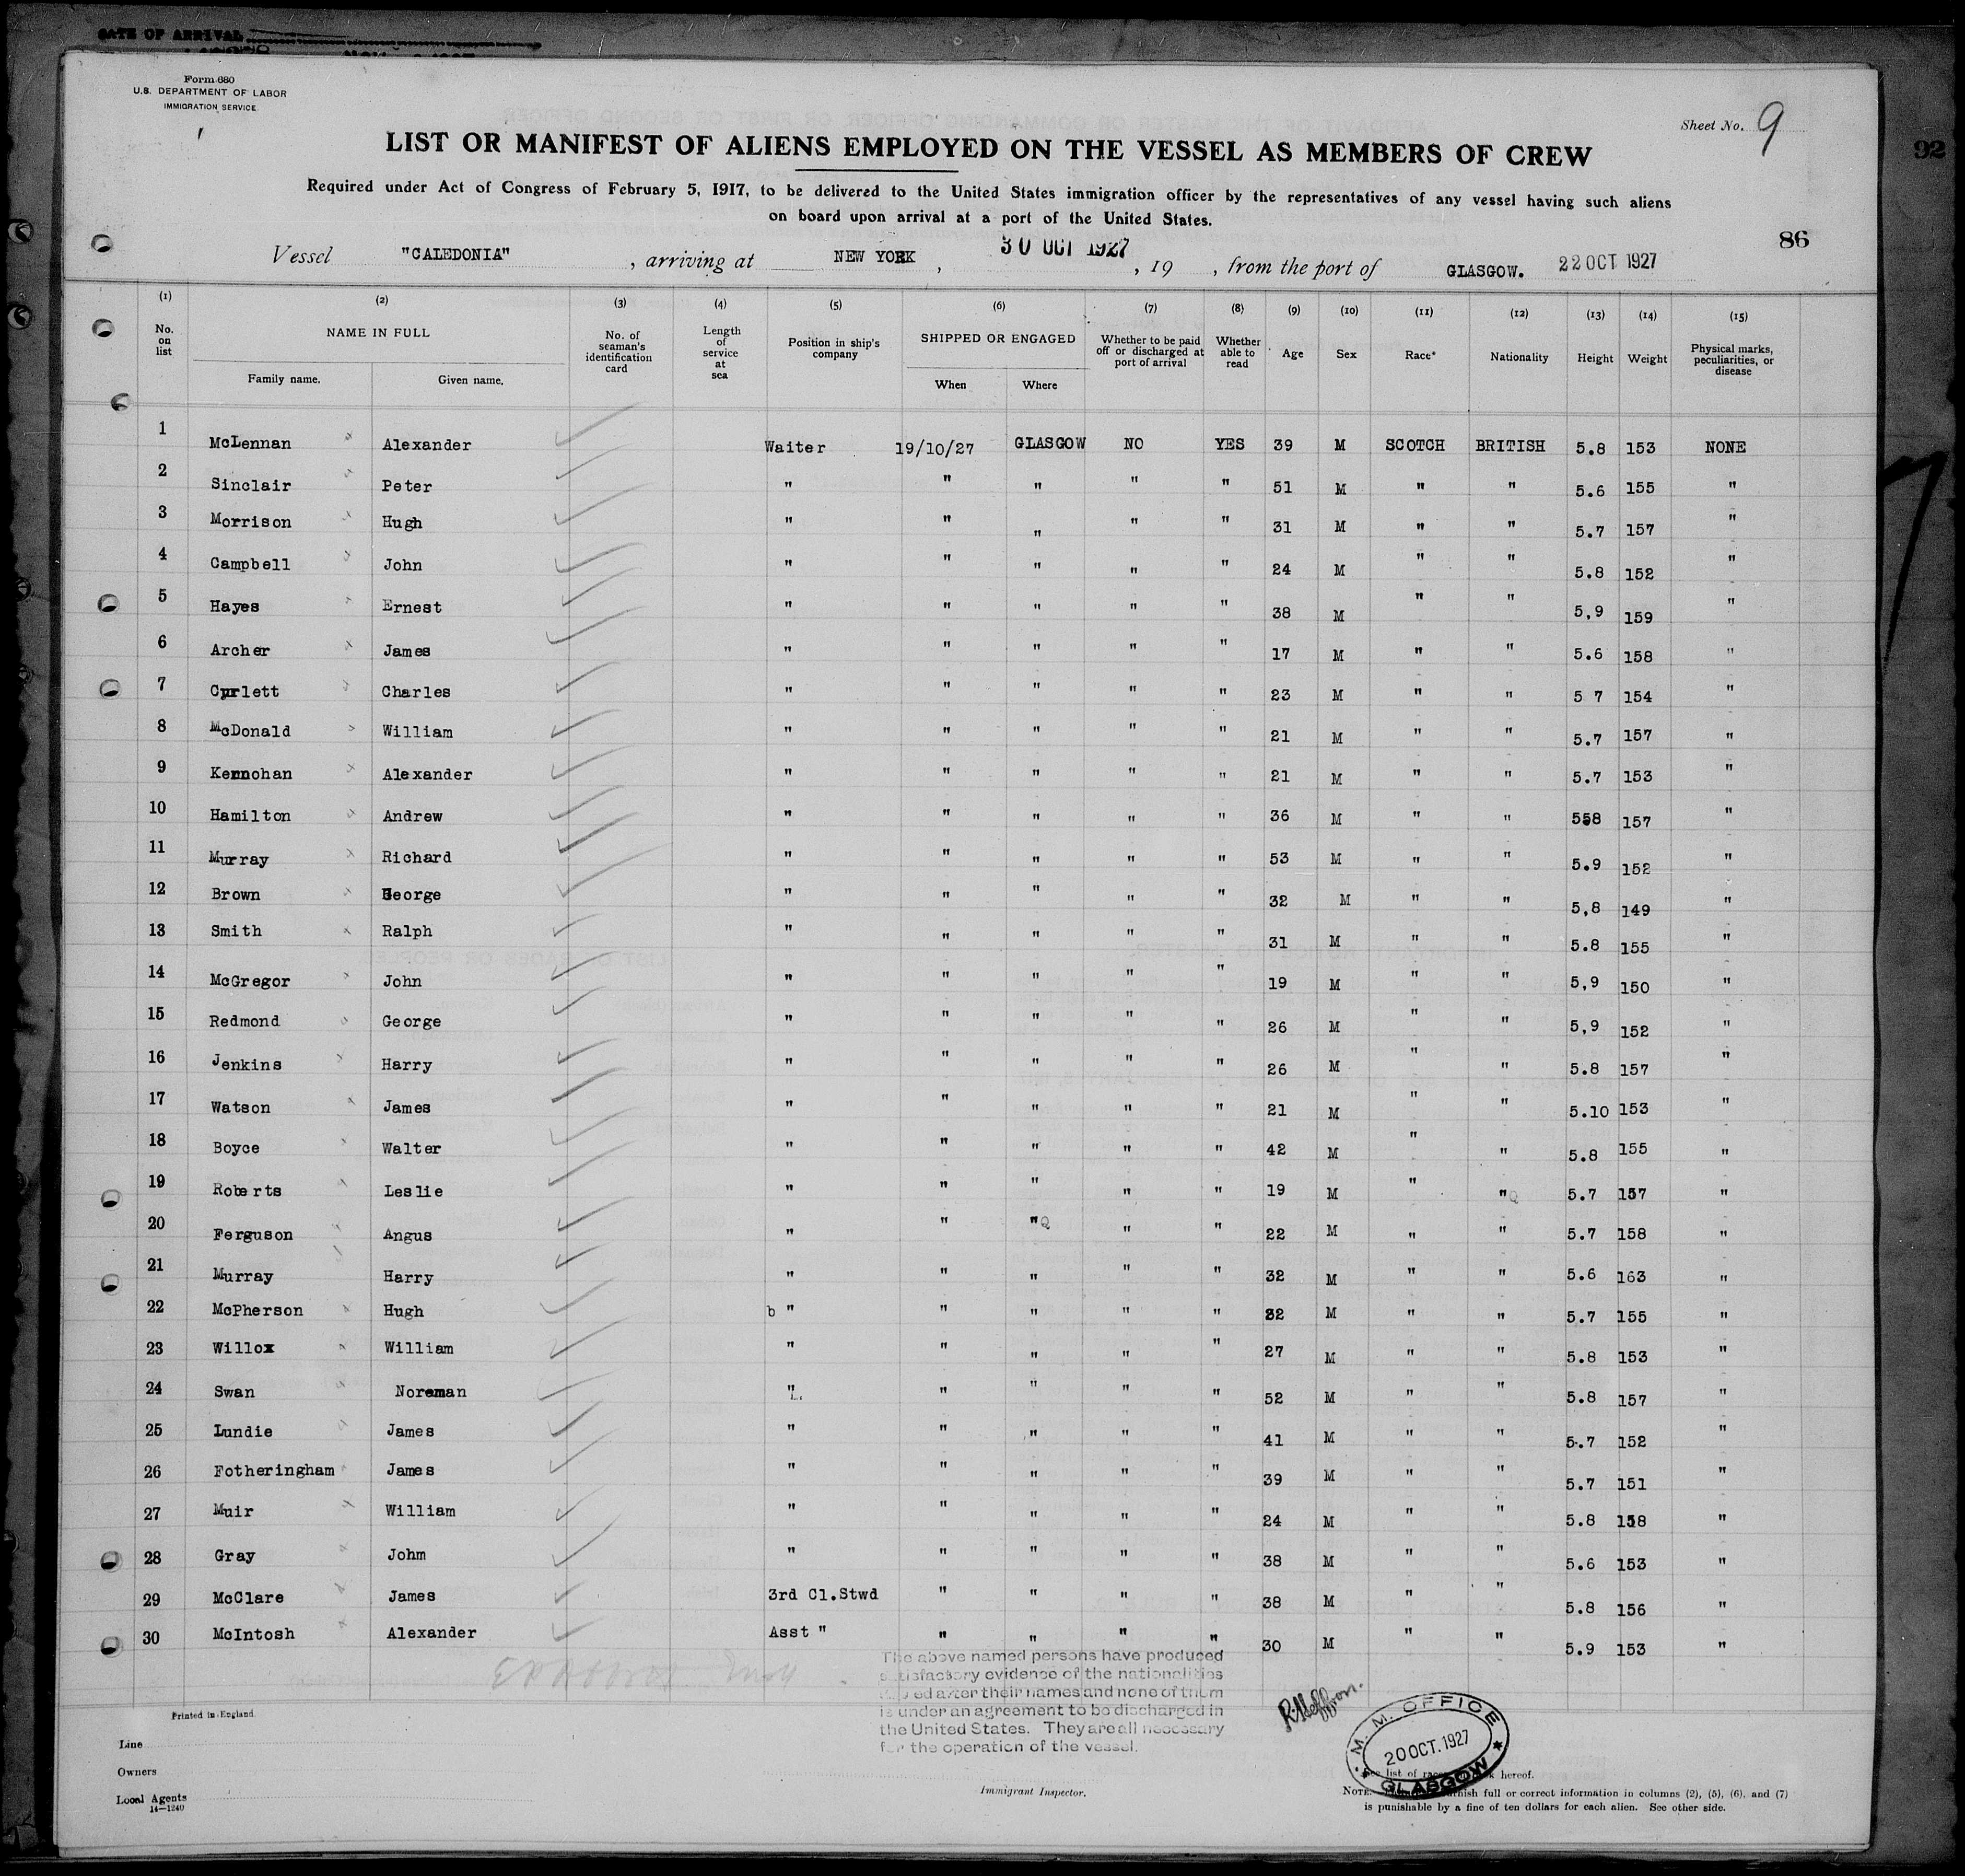 DATE OF ARRIVAL
Form 680
U.S. DEPARTMENT OF LABOR
IMMIGRATION SERVICE
Sheet No. 9
92
LIST OR MANIFEST OF ALIENS EMPLOYED ON THE VESSEL AS MEMBERS OF CREW
Required under Act of Congress of February 5, 1917, to be delivered to the United States immigration officer by the representatives of any vessel having such aliens
on board upon arrival at a port of the United States.
86
Vessel "CALEDONIA" , arriving at NEW YORK , 30 OCT 1927 , 19 , from the port of GLASGOW. 22 OCT 1927
(1) (2) (3) (4) (5) (6) (7) (8) (9) (10) (11) (12) (13) (14) (15)
No. on list NAME IN FULL Family name. Given name. No. of seaman's identification card Length of service at sea Position in ship's company SHIPPED OR ENGAGED When Where Whether to be paid off or discharged at port of arrival Whether able to read Age Sex Race* Nationality Height Weight Physical marks, peculiarities, or disease
1 McLennan Alexander Waiter 19/10/27 GLASGOW NO YES 39 M SCOTCH BRITISH 5.8 153 NONE
2 Sinclair Peter " " " " " 51 M " " 5.6 155 "
3 Morrison Hugh " " " " " 31 M " " 5.7 157 "
4 Campbell John " " " " " 24 M " " 5.8 152 "
5 Hayes Ernest " " " " " 38 M " " 5,9 159 "
6 Archer James " " " " " 17 M " " 5.6 158 "
7 Curlett Charles " " " " " 23 M " " 5 7 154 "
8 McDonald William " " " " " 21 M " " 5.7 157 "
9 Kennohan Alexander " " " " " 21 M " " 5.7 153 "
10 Hamilton Andrew " " " " " 36 M " " 558 157 "
11 Murray Richard " " " " " 53 M " " 5.9 152 "
12 Brown George " " " " " 32 M " " 5,8 149 "
13 Smith Ralph " " " " " 31 M " " 5.8 155 "
14 McGregor John " " " " " 19 M " " 5,9 150 "
15 Redmond George " " " " " 26 M " " 5,9 152 "
16 Jenkins Harry " " " " " 26 M " " 5.8 157 "
17 Watson James " " " " " 21 M " " 5.10 153 "
18 Boyce Walter " " " " " 42 M " " 5.8 155 "
19 Roberts Leslie " " " " " 19 M " " 5.7 157 "
20 Ferguson Angus " " " " " 22 M " " 5.7 158 "
21 Murray Harry " " " " " 32 M " " 5.6 163 "
22 McPherson Hugh b " " " " " 32 M " " 5.7 155 "
23 Willox William " " " " " 27 M " " 5.8 153 "
24 Swan Noreman " " " " " 52 M " " 5.8 157 "
25 Lundie James " " " " " 41 M " " 5.7 152 "
26 Fotheringham James " " " " " 39 M " " 5.7 151 "
27 Muir William " " " " " 24 M " " 5.8 158 "
28 Gray Johm " " " " " 38 M " " 5.6 153 "
29 McClare James 3rd Cl.Stwd " " " " 38 M " " 5.8 156 "
30 McIntosh Alexander Asst " " " " " 30 M " " 5.9 153 "
The above named persons have produced
satisfactory evidence of the nationalities
ed after their names and none of them
is under an agreement to be discharged in
the United States. They are all necessary
for the operation of the vessel.
M. M. OFFICE
20 OCT. 1927
GLASGOW
Printed in England
Line
Owners
Local Agents
14—1240
Immigrant Inspector.
list of hereof.
NOTE. full or correct information in columns (2), (5), (6), and (7)
is punishable by a fine of ten dollars for each alien. See other side.